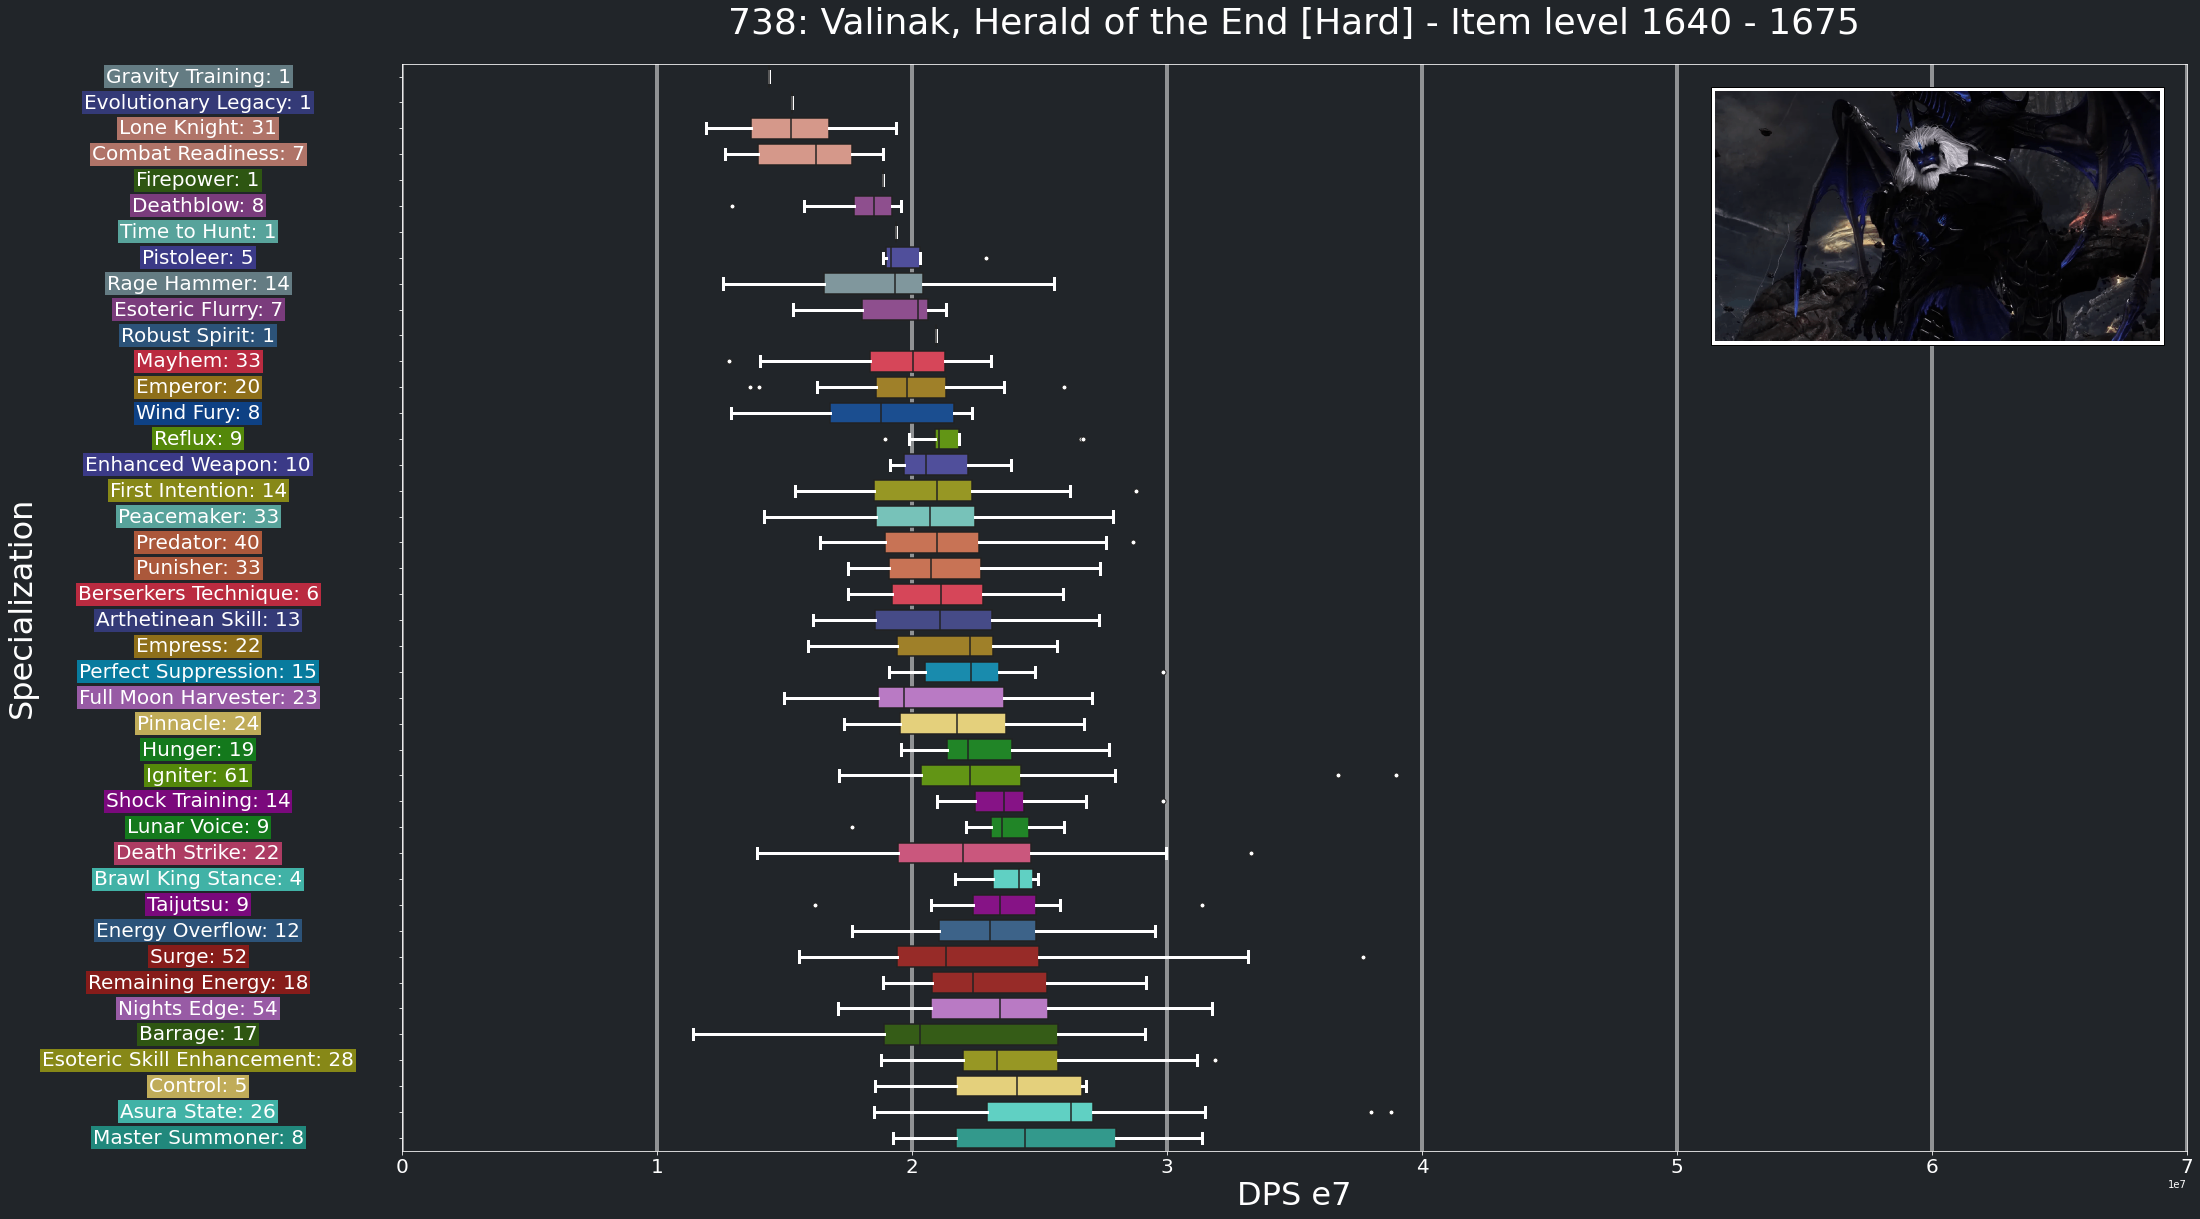 738: Valinak, Herald of the End [Hard] - Item level 1640 - 1675
Specialization
Gravity Training: 1
Evolutionary Legacy: 1
Lone Knight: 31
Combat Readiness: 7
Firepower: 1
Deathblow: 8
Time to Hunt: 1
Pistoleer: 5
Rage Hammer: 14
Esoteric Flurry: 7
Robust Spirit: 1
Mayhem: 33
Emperor: 20
Wind Fury: 8
Reflux: 9
Enhanced Weapon: 10
First Intention: 14
Peacemaker: 33
Predator: 40
Punisher: 33
Berserkers Technique: 6
Arthetinean Skill: 13
Empress: 22
Perfect Suppression: 15
Full Moon Harvester: 23
Pinnacle: 24
Hunger: 19
Igniter: 61
Shock Training: 14
Lunar Voice: 9
Death Strike: 22
Brawl King Stance: 4
Taijutsu: 9
Energy Overflow: 12
Surge: 52
Remaining Energy: 18
Nights Edge: 54
Barrage: 17
Esoteric Skill Enhancement: 28
Control: 5
Asura State: 26
Master Summoner: 8
0 1 2 3 4 5 6 7
DPS e7
1e7